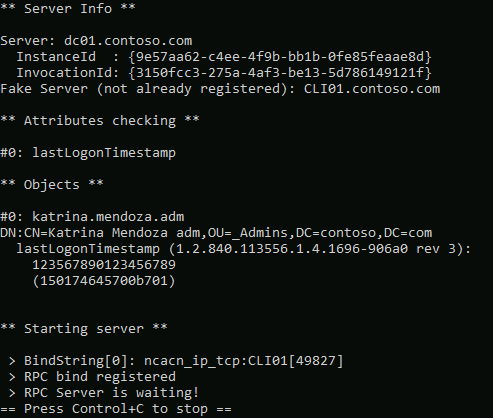 ** Server Info **
Server: dc01.contoso.com
InstanceId : {9e57aa62-c4ee-4f9b-bb1b-0fe85feaae8d}
InvocationId: {3150fcc3-275a-4af3-be13-5d786149121f}
Fake Server (not already registered): CLI01.contoso.com
** Attributes checking **
#0: lastLogonTimestamp
** Objects **
#0: katrina.mendoza.adm
DN:CN=Katrina Mendoza adm,OU=_Admins,DC=contoso,DC=com
lastLogonTimestamp (1.2.840.113556.1.4.1696-906a0 rev 3):
123567890123456789
(150174645700b701)
** Starting server **
> BindString[0]: ncacn_ip_tcp:CLI01[49827]
> RPC bind registered
> RPC Server is waiting!
== Press Control+C to stop ==